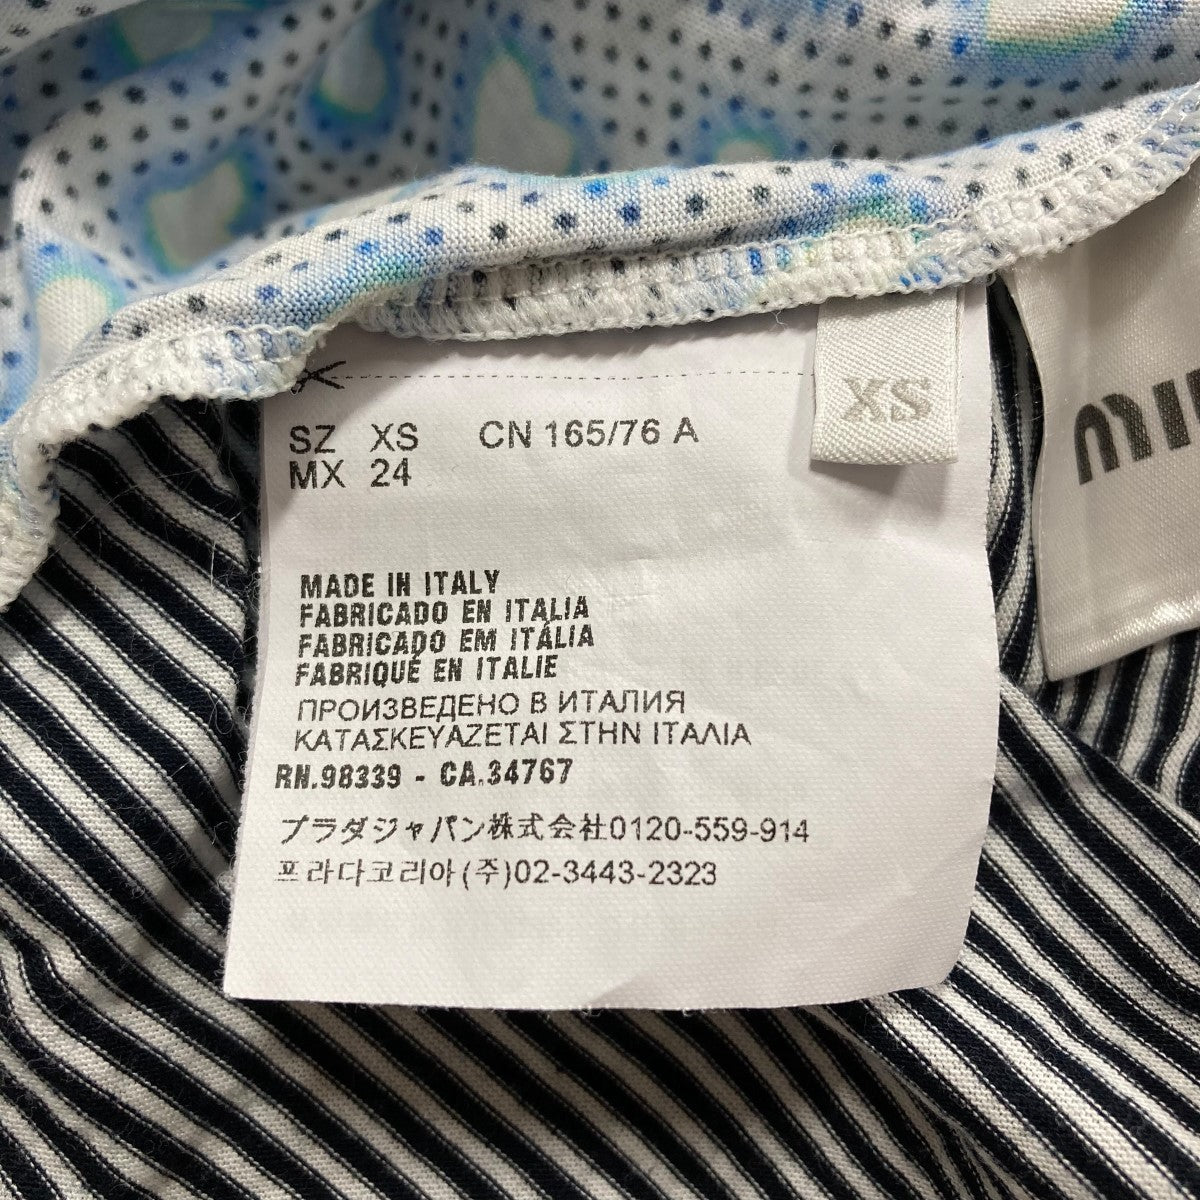 XS
SZ XS CN 165/76 A
MX 24
MADE IN ITALY
FABRICADO EN ITALIA
FABRICADO EM ITÁLIA
FABRIQUÉ EN ITALIE
ПРОИЗВЕДЕНО В ИТАЛИЯ
ΚΑΤΑΣΚΕΥΑΖΕΤΑΙ ΣΤΗΝ ΙΤΑΛΙΑ
RN.98339 - CA.34767
プラダジャパン株式会社0120-559-914
프라다코리아(주)02-3443-2323